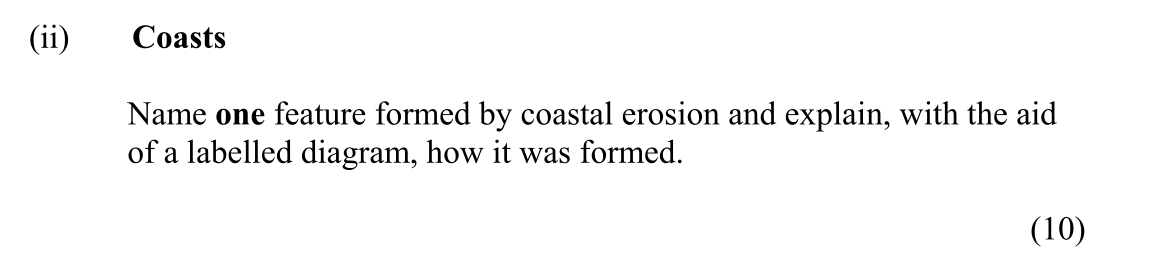 (ii) Coasts
Name one feature formed by coastal erosion and explain, with the aid
of a labelled diagram, how it was formed.
(10)